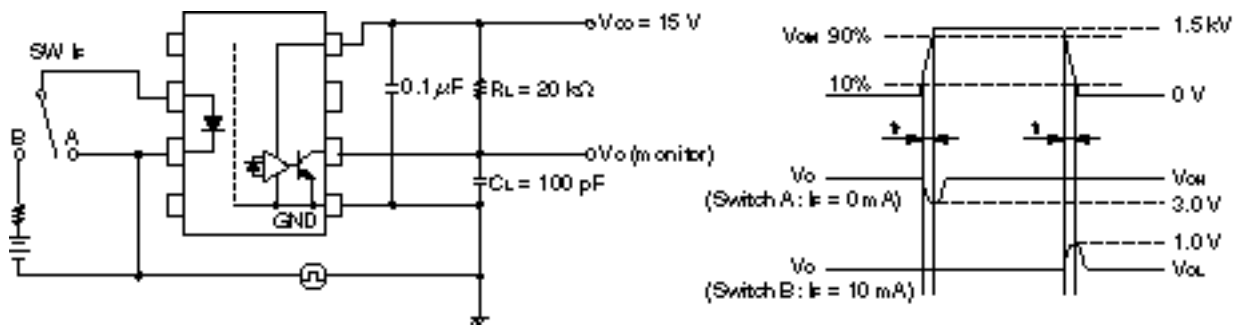 SW IF
B
A
VCC = 15 V
0.1 μF
RL = 20 kΩ
VO (monitor)
CL = 100 pF
GND
VCM 90%
10%
1.5 kV
0 V
tr
tf
VO
(Switch A: IF = 0 mA)
VOH
3.0 V
1.0 V
VO
(Switch B: IF = 10 mA)
VOL